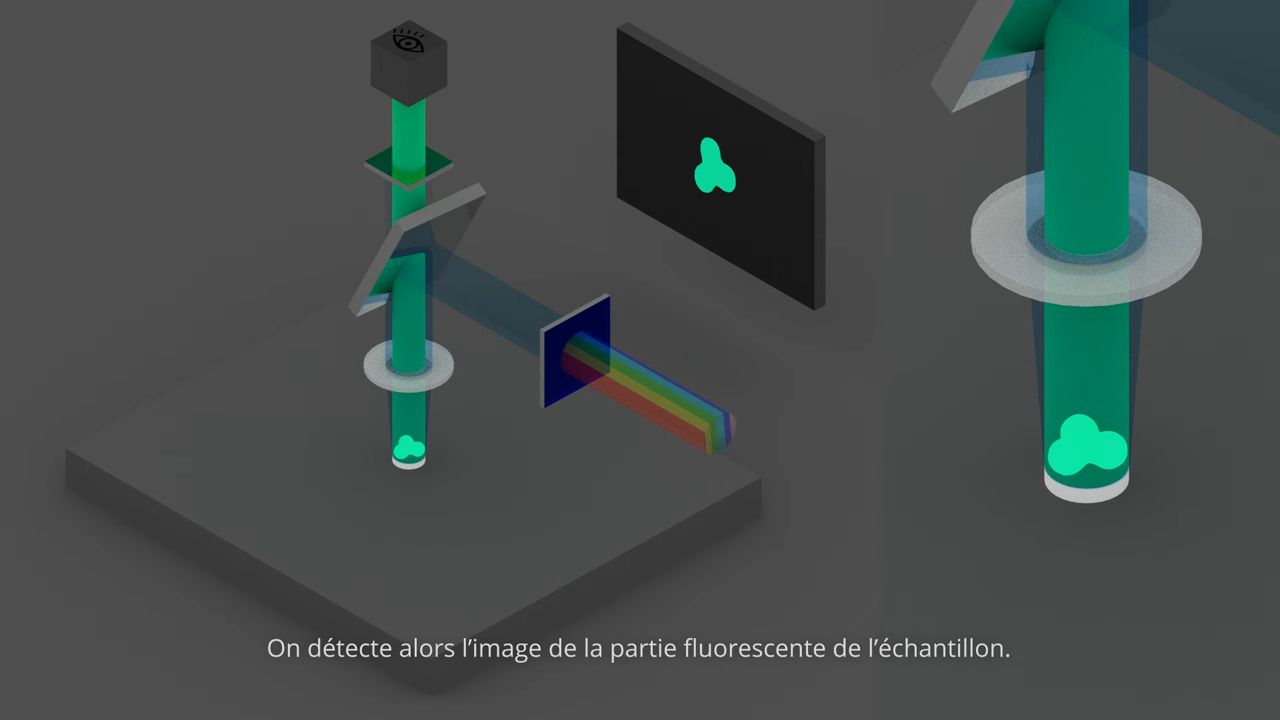 On détecte alors l’image de la partie fluorescente de l’échantillon.